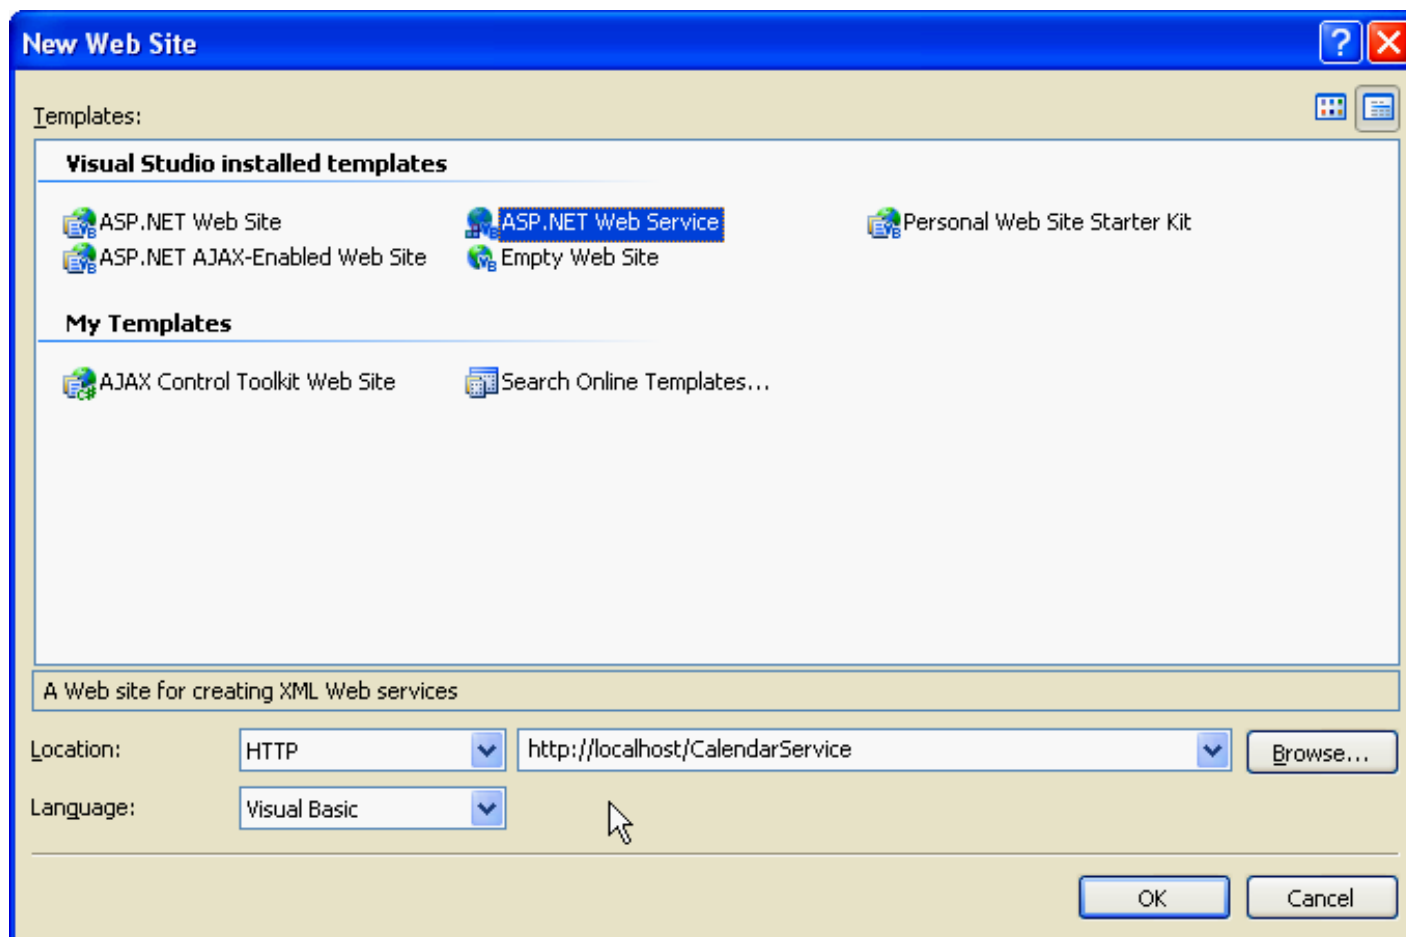 New Web Site
Templates:
Visual Studio installed templates
ASP.NET Web Site
ASP.NET Web Service
Personal Web Site Starter Kit
ASP.NET AJAX-Enabled Web Site
Empty Web Site
My Templates
AJAX Control Toolkit Web Site
Search Online Templates...
A Web site for creating XML Web services
Location:
HTTP
http://localhost/CalendarService
Browse...
Language:
Visual Basic
OK
Cancel